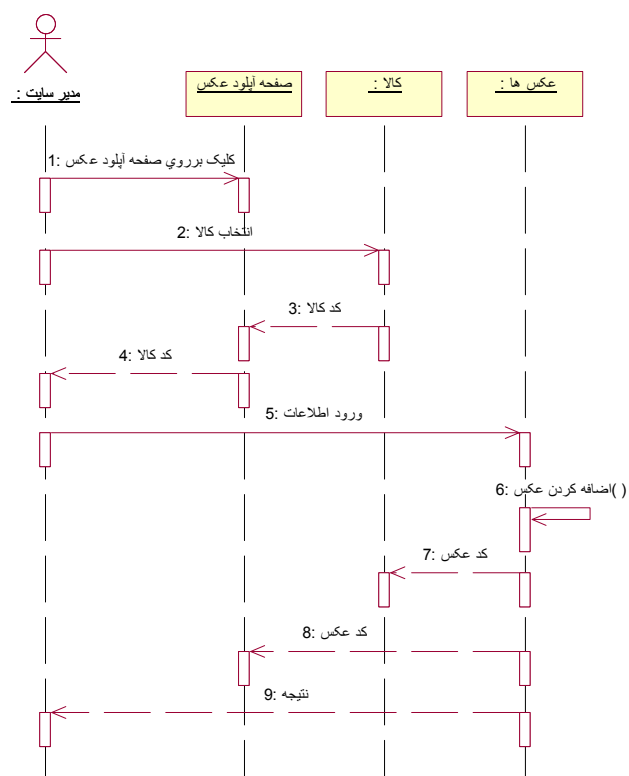 مدیر سایت :
صفحه آپلود عکس
کالا :
عکس ها :
1: کلیک برروي صفحه آپلود عکس
2: انتخاب کالا
3: کد کالا
4: کد کالا
5: ورود اطلاعات
6: اضافه کردن عکس( )
7: کد عکس
8: کد عکس
9: نتیجه